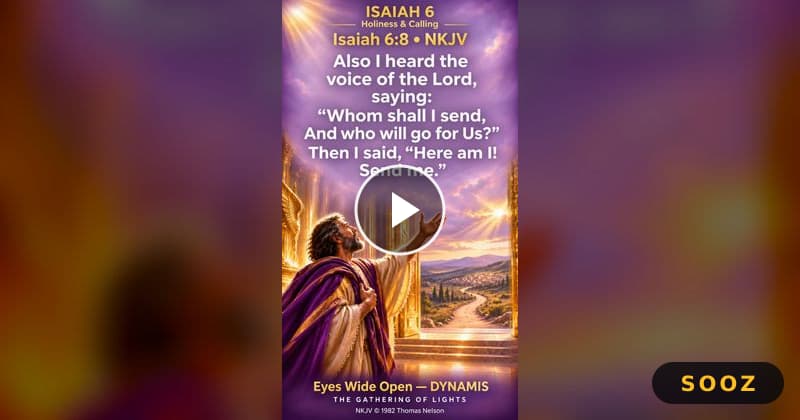 ISAIAH 6
Holiness & Calling
Isaiah 6:8 • NKJV
Also I heard the
voice of the Lord,
saying:
“Whom shall I send,
And who will go for Us?”
Then I said, “Here am I!
Send me.”
Eyes Wide Open — DYNAMIS
THE GATHERING OF LIGHTS
NKJV © 1982 Thomas Nelson
SOOZ